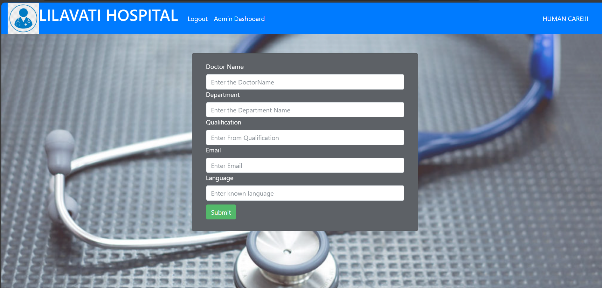 LILAVATI HOSPITAL Logout Admin Dashboard HUMAN CARE!!!
Doctor Name
Enter the DoctorName
Department
Enter the Department Name
Qualification
Enter From Qualification
Email
Enter Email
Language
Enter known language
Submit